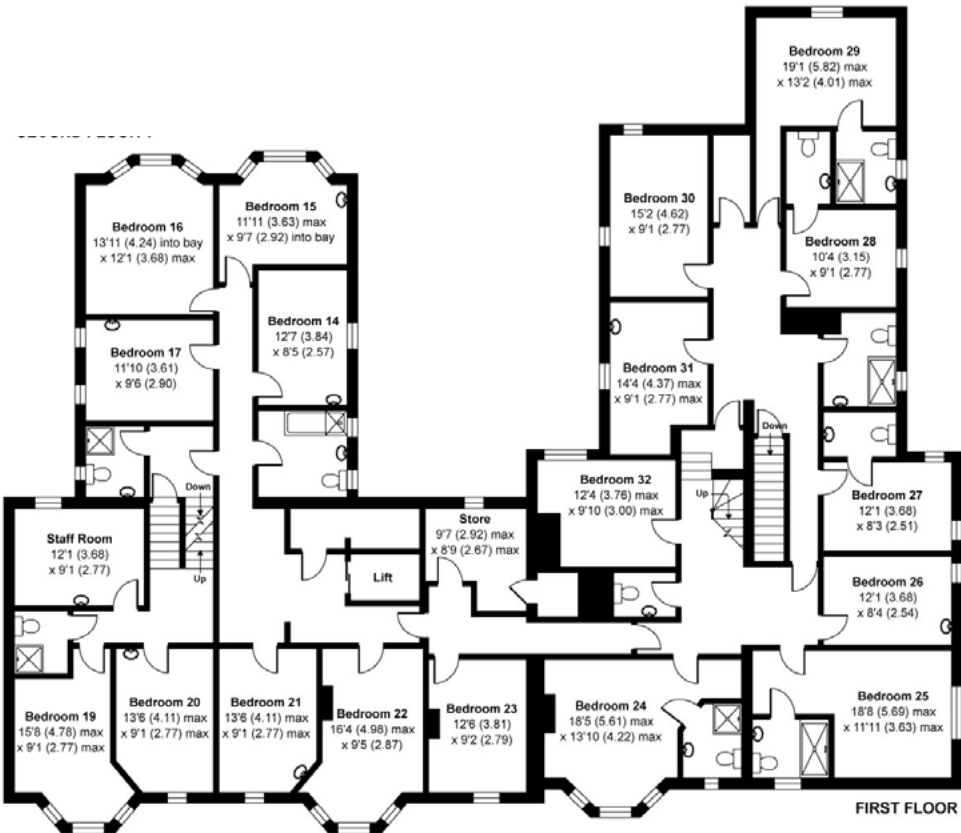 Bedroom 29
19'1 (5.82) max
x 13'2 (4.01) max
Bedroom 30
15'2 (4.62)
x 9'1 (2.77)
Bedroom 28
10'4 (3.15)
x 9'1 (2.77)
Bedroom 16
13'11 (4.24) into bay
x 12'1 (3.68) max
Bedroom 15
11'11 (3.63) max
x 9'7 (2.92) into bay
Bedroom 14
12'7 (3.84)
x 8'5 (2.57)
Bedroom 17
11'10 (3.61)
x 9'6 (2.90)
Bedroom 31
14'4 (4.37) max
x 9'1 (2.77) max
Down
Bedroom 32
12'4 (3.76) max
x 9'10 (3.00) max
Up
Bedroom 27
12'1 (3.68)
x 8'3 (2.51)
Down
Up
Staff Room
12'1 (3.68)
x 9'1 (2.77)
Store
9'7 (2.92) max
x 8'9 (2.67) max
Lift
Bedroom 26
12'1 (3.68)
x 8'4 (2.54)
Bedroom 19
15'8 (4.78) max
x 9'1 (2.77) max
Bedroom 20
13'6 (4.11) max
x 9'1 (2.77) max
Bedroom 21
13'6 (4.11) max
x 9'1 (2.77) max
Bedroom 22
16'4 (4.98) max
x 9'5 (2.87)
Bedroom 23
12'6 (3.81)
x 9'2 (2.79)
Bedroom 24
18'5 (5.61) max
x 13'10 (4.22) max
Bedroom 25
18'8 (5.69) max
x 11'11 (3.63) max
FIRST FLOOR